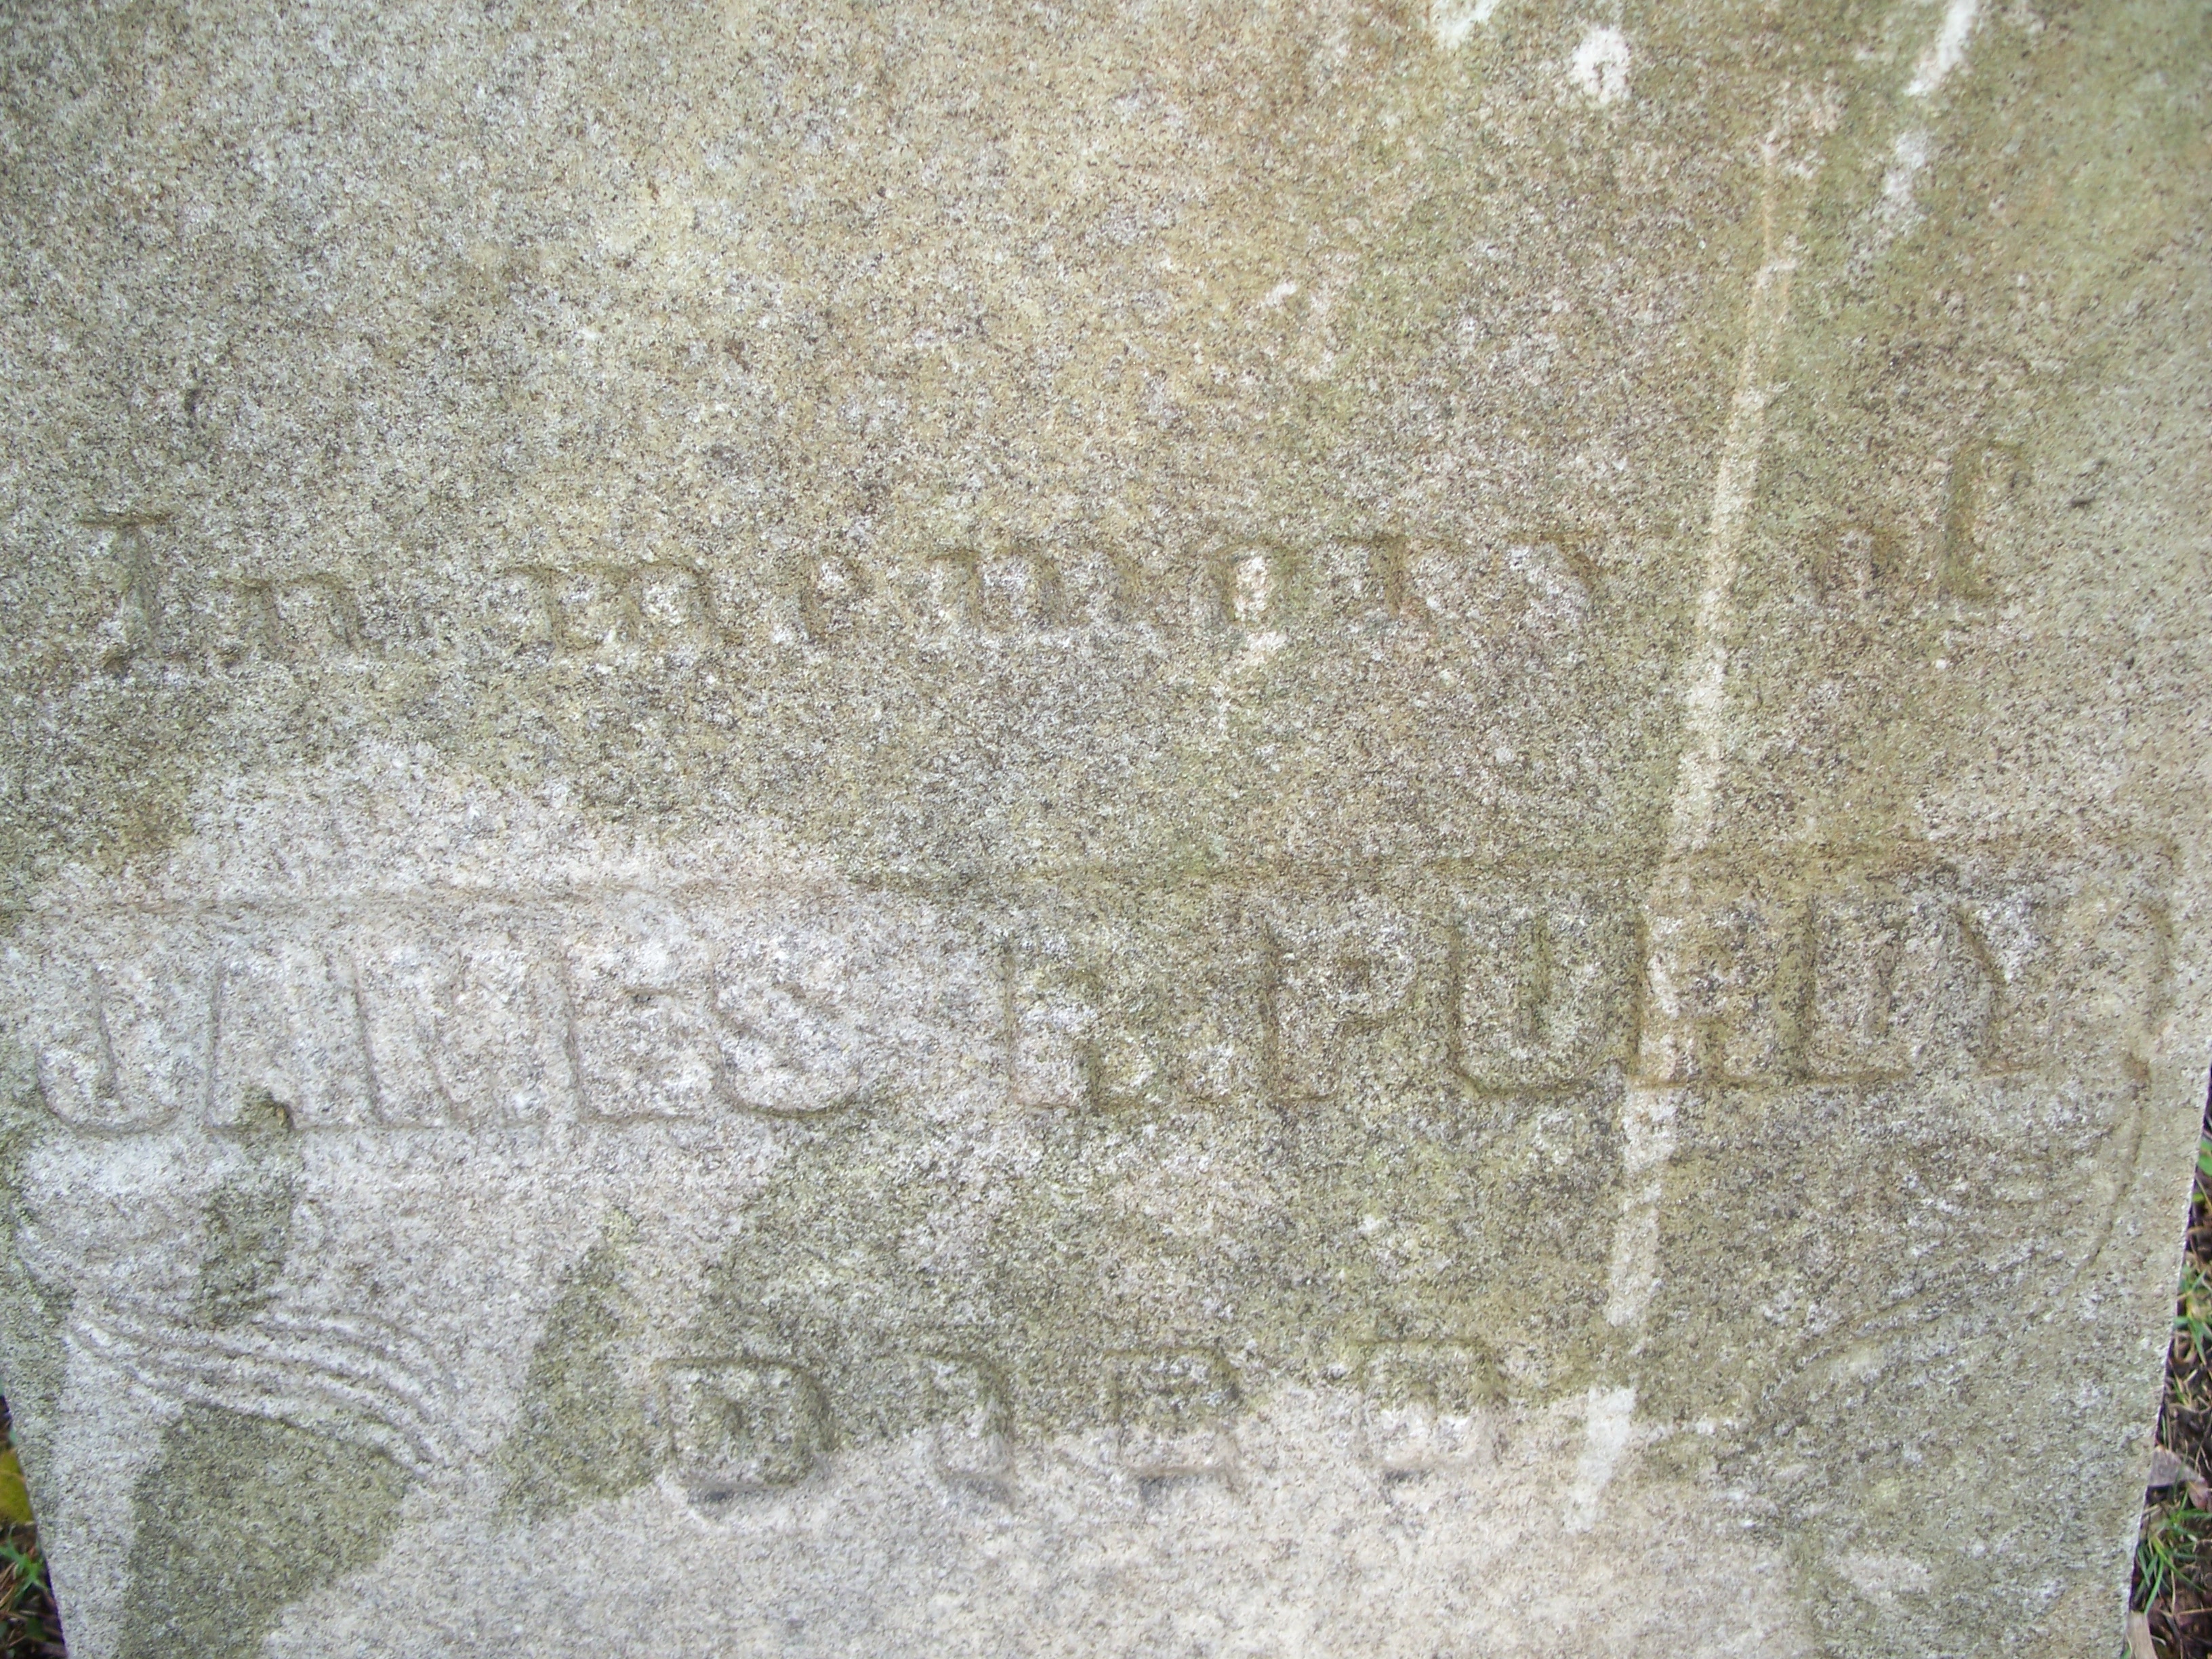 In memory of
JAMES R. PURDY
DIED